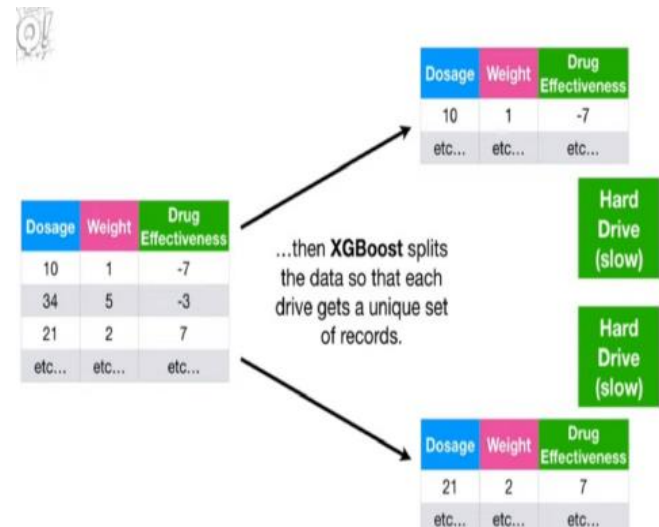 Dosage Weight Drug Effectiveness
10 1 -7
etc... etc... etc...
Hard
Drive
(slow)
Dosage Weight Drug Effectiveness
10 1 -7
34 5 -3
21 2 7
etc... etc... etc...
...then XGBoost splits
the data so that each
drive gets a unique set
of records.
Hard
Drive
(slow)
Dosage Weight Drug Effectiveness
21 2 7
etc... etc... etc...